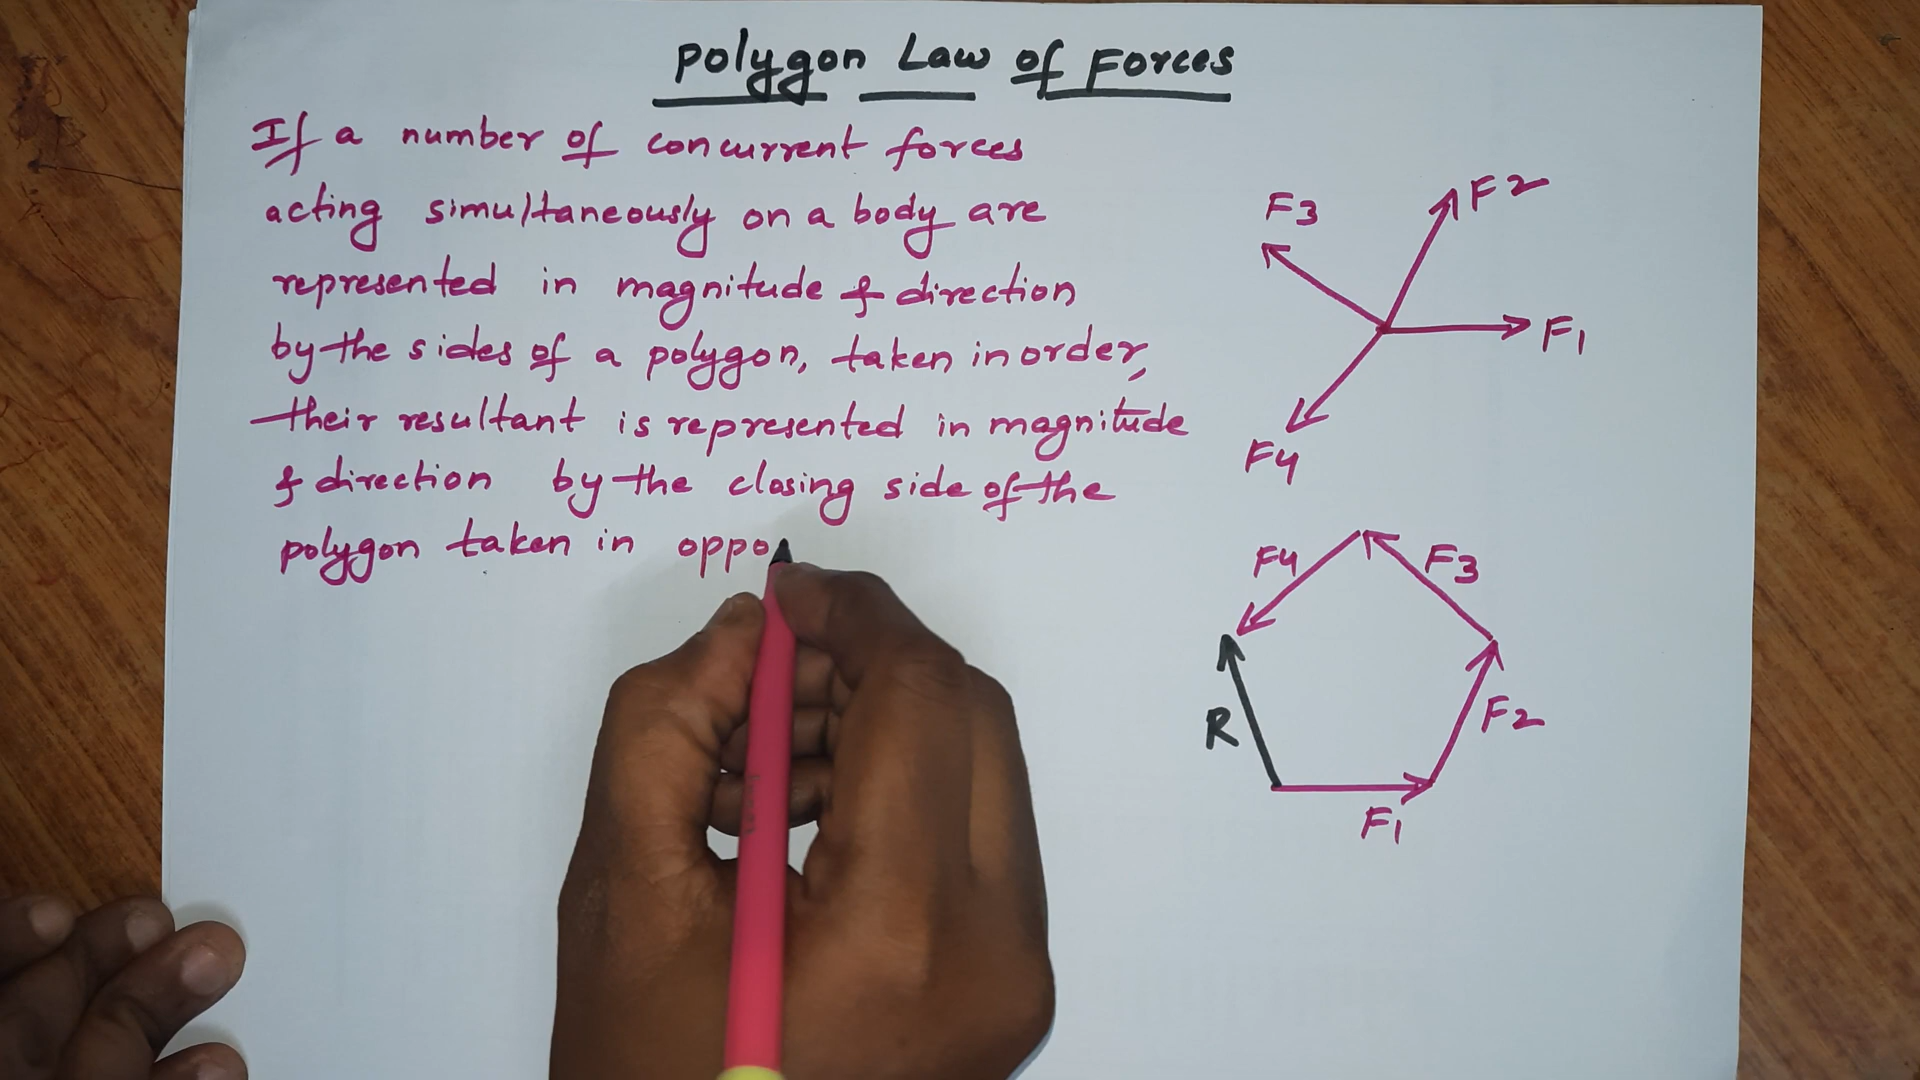 Polygon Law of Forces
If a number of concurrent forces
acting simultaneously on a body are
represented in magnitude & direction
by the sides of a polygon, taken in order,
their resultant is represented in magnitude
& direction by the closing side of the
polygon taken in oppo
F3
F2
F1
F4
F4
F3
R
F2
F1